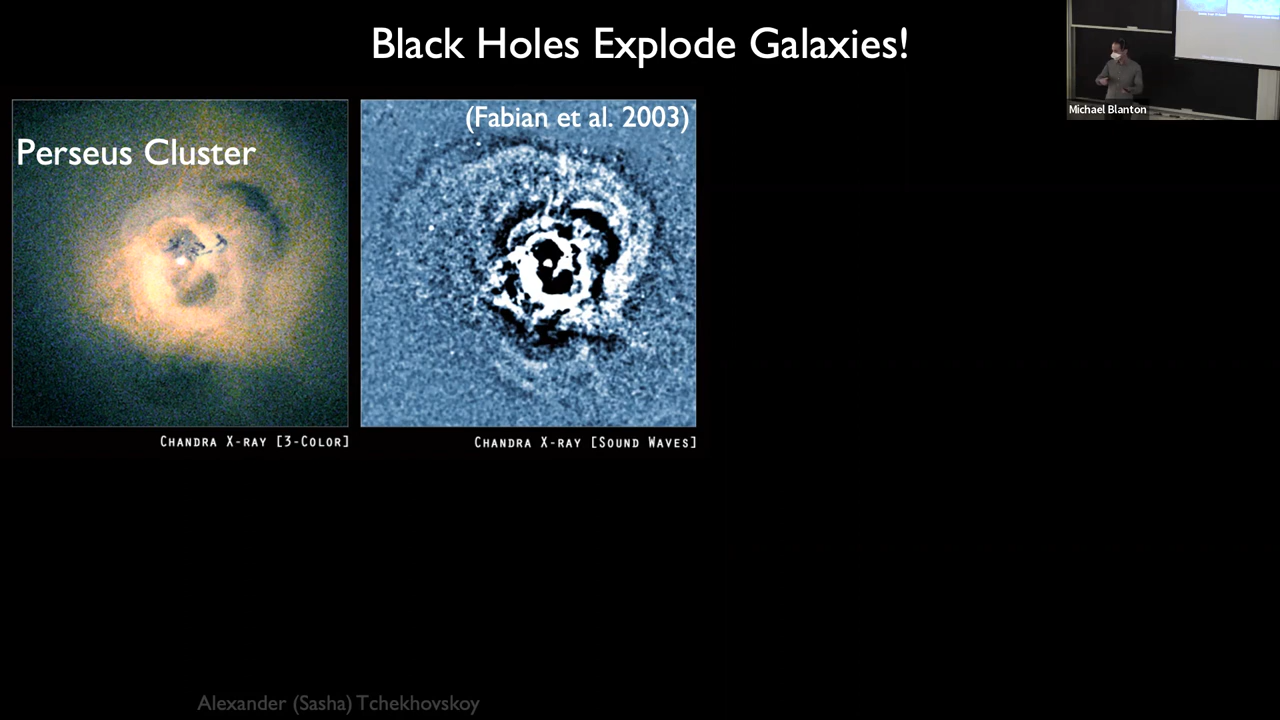 Black Holes Explode Galaxies!
Michael Blanton
(Fabian et al. 2003)
Perseus Cluster
Chandra X-ray [3-Color]
Chandra X-ray [Sound Waves]
Alexander (Sasha) Tchekhovskoy